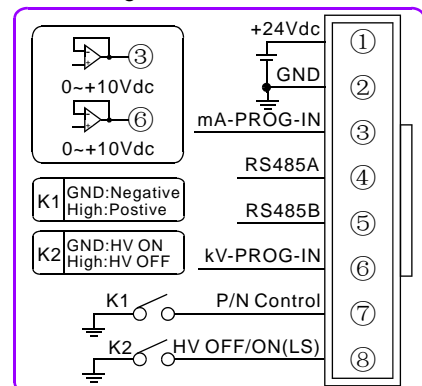 ③
0~+10Vdc
⑥
0~+10Vdc
K1 GND:Negative
High:Postive
K2 GND:HV ON
High:HV OFF
+24Vdc ①
GND ②
mA-PROG-IN ③
RS485A ④
RS485B ⑤
kV-PROG-IN ⑥
K1 P/N Control ⑦
K2 HV OFF/ON(LS) ⑧